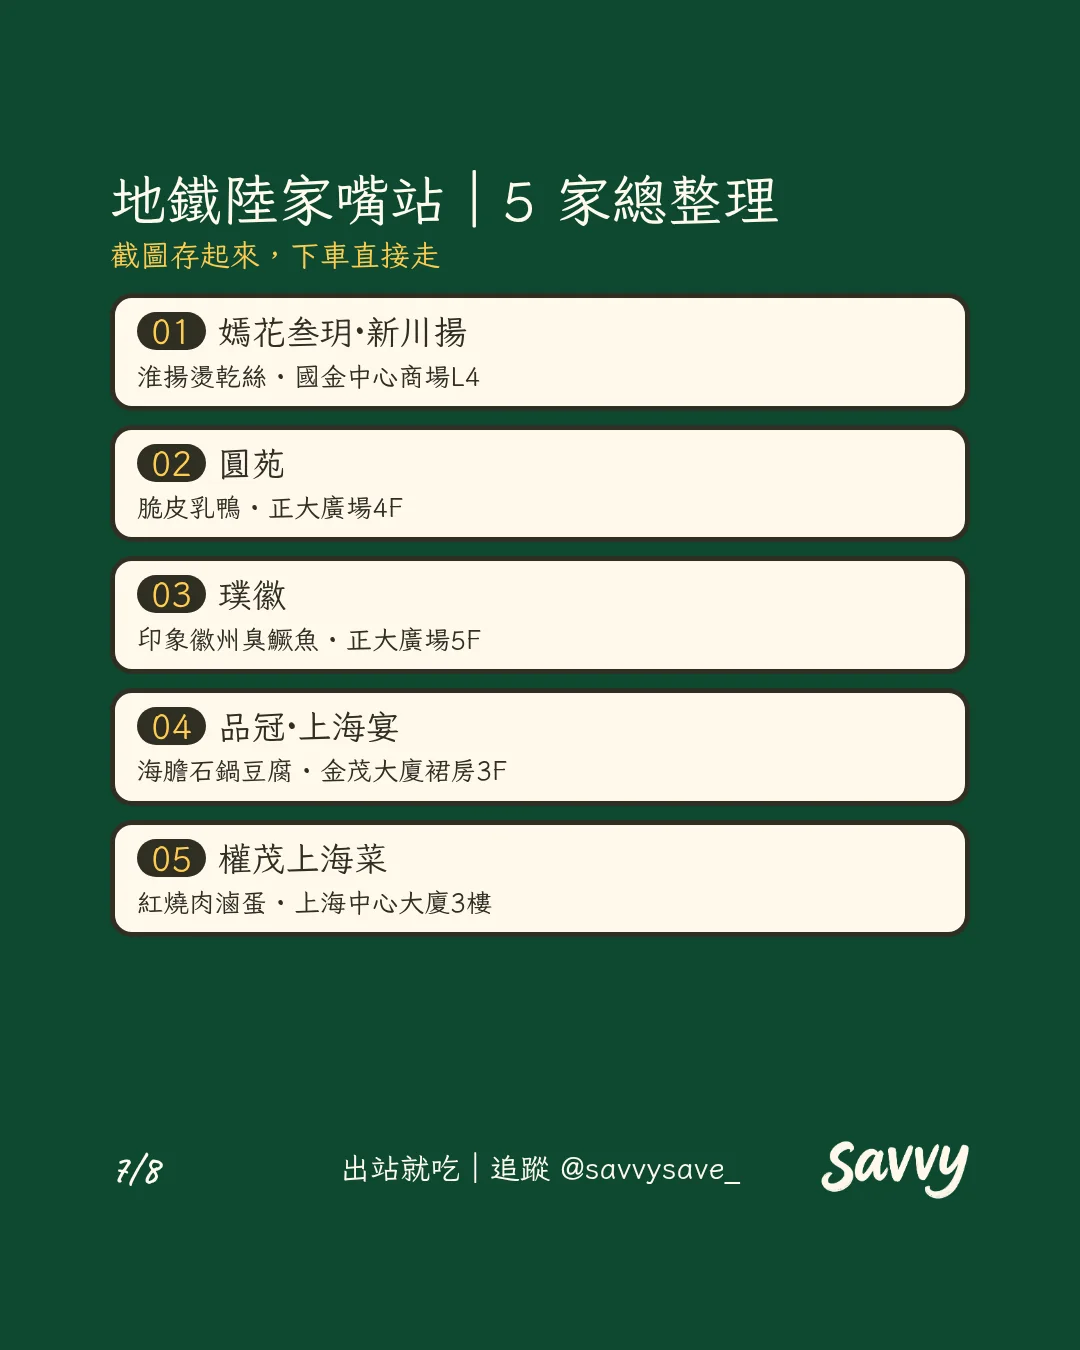 地鐵陸家嘴站｜5 家總整理
截圖存起來，下車直接走
01 嫣花叁玥•新川揚
淮揚燙乾絲・國金中心商場L4
02 圓苑
脆皮乳鴨・正大廣場4F
03 璞徽
印象徽州臭鱖魚・正大廣場5F
04 品冠•上海宴
海膽石鍋豆腐・金茂大廈裙房3F
05 權茂上海菜
紅燒肉滷蛋・上海中心大廈3樓
7/8
出站就吃｜追蹤 @savvysave_
Savvy